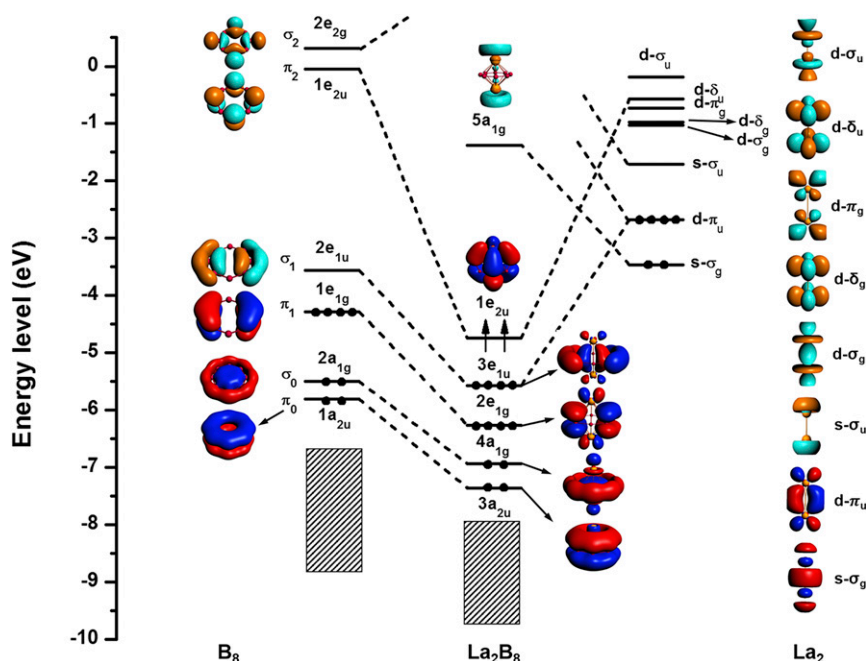 Energy level (eV)
0
-1
-2
-3
-4
-5
-6
-7
-8
-9
-10
σ2 2e2g
π2 1e2u
σ1 2e1u
π1 1e1g
σ0 2a1g
π0 1a2u
B8
5a1g
1e2u
3e1u
2e1g
4a1g
3a2u
La2B8
d-σu
d-δu
d-πg
d-δg
d-σg
s-σu
d-πu
s-σg
d-σu
d-δu
d-πg
d-δg
d-σg
s-σu
d-πu
s-σg
La2